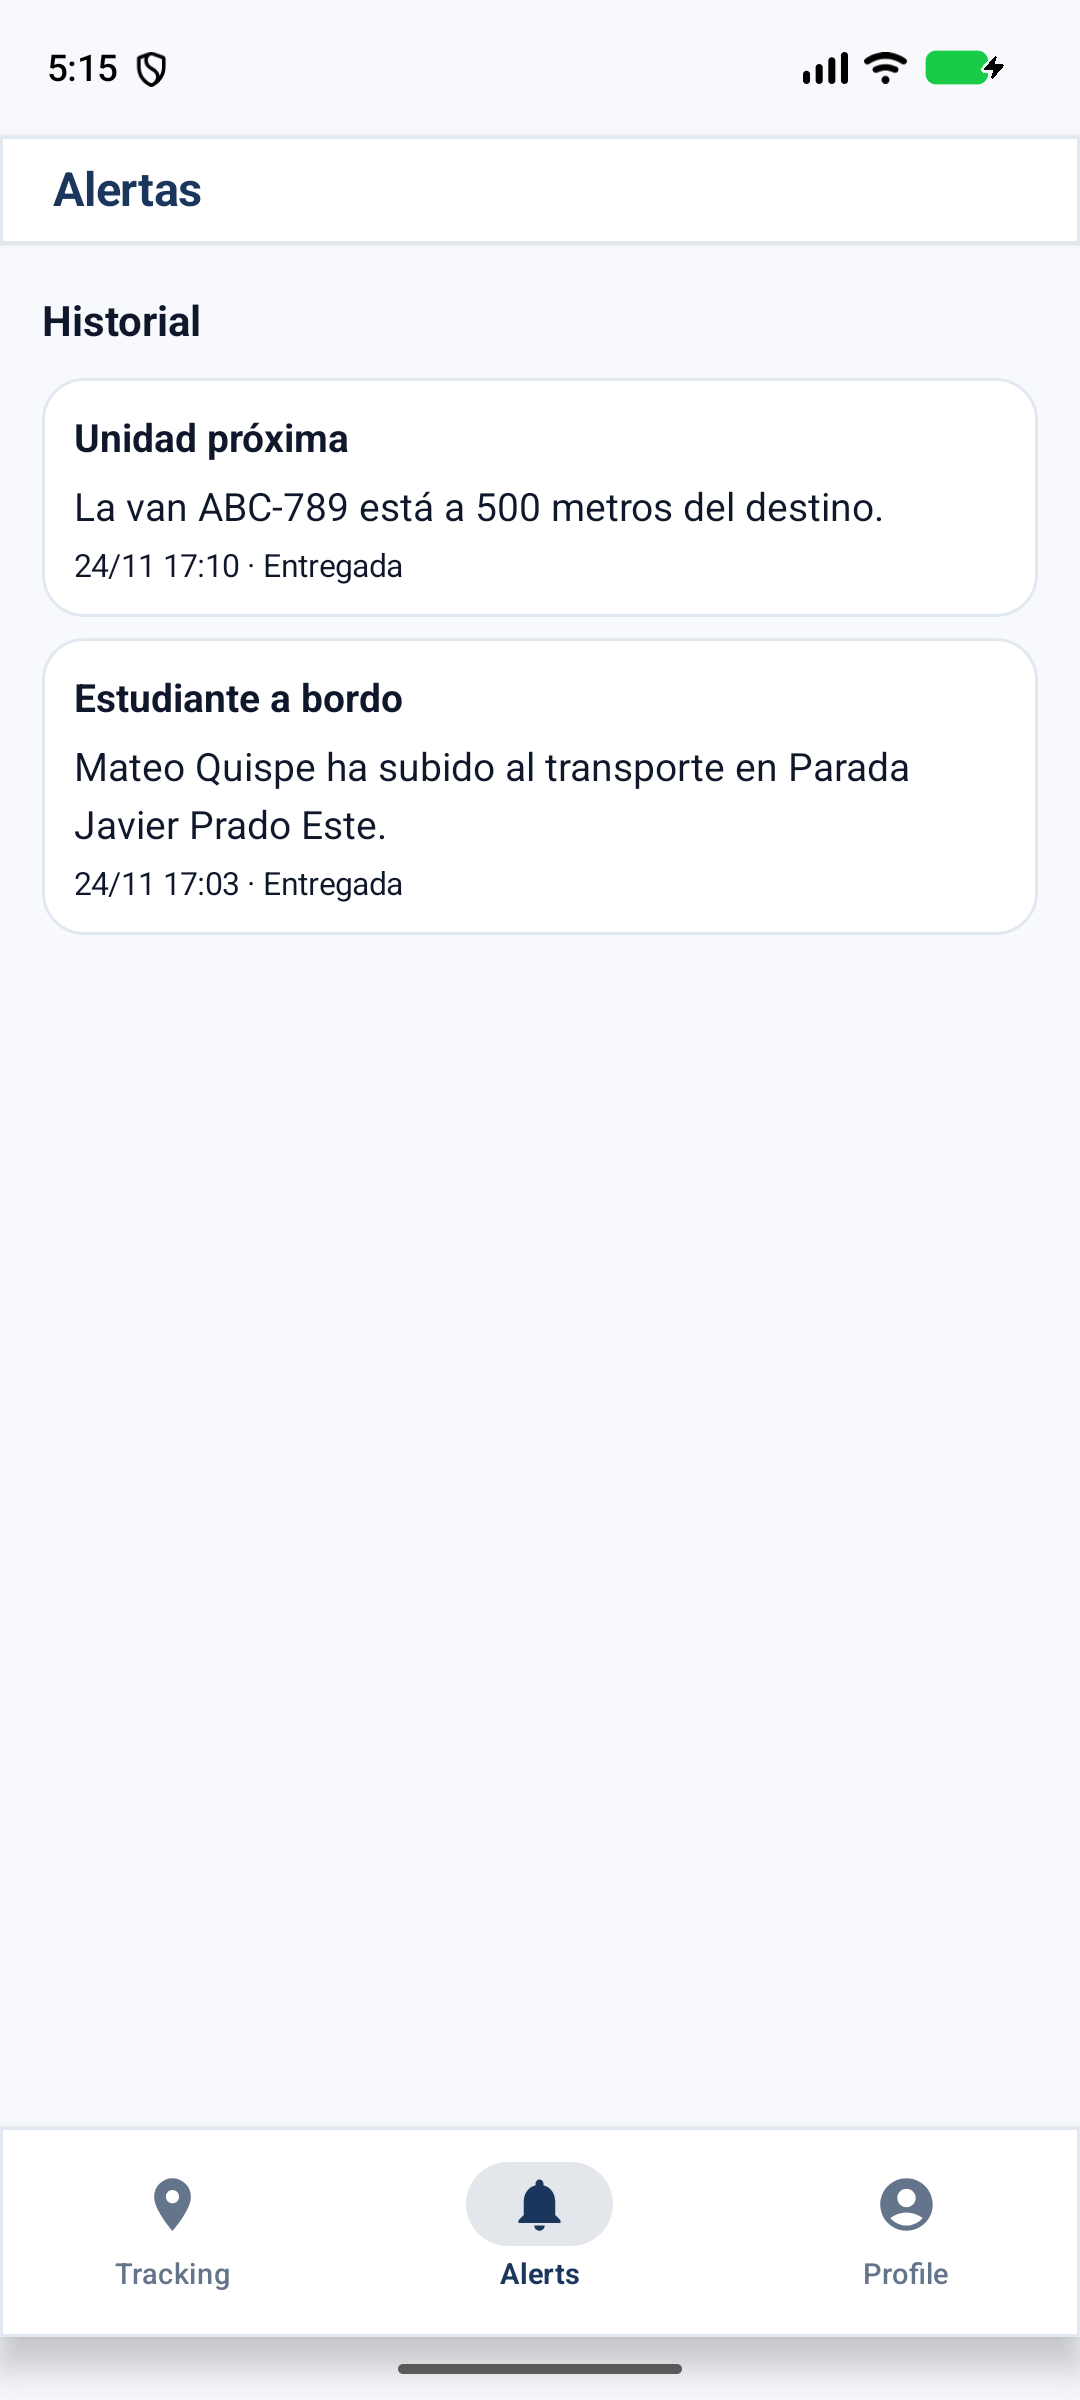 5:15
Alertas
Historial
Unidad próxima
La van ABC-789 está a 500 metros del destino.
24/11 17:10 · Entregada
Estudiante a bordo
Mateo Quispe ha subido al transporte en Parada
Javier Prado Este.
24/11 17:03 · Entregada
Tracking
Alerts
Profile